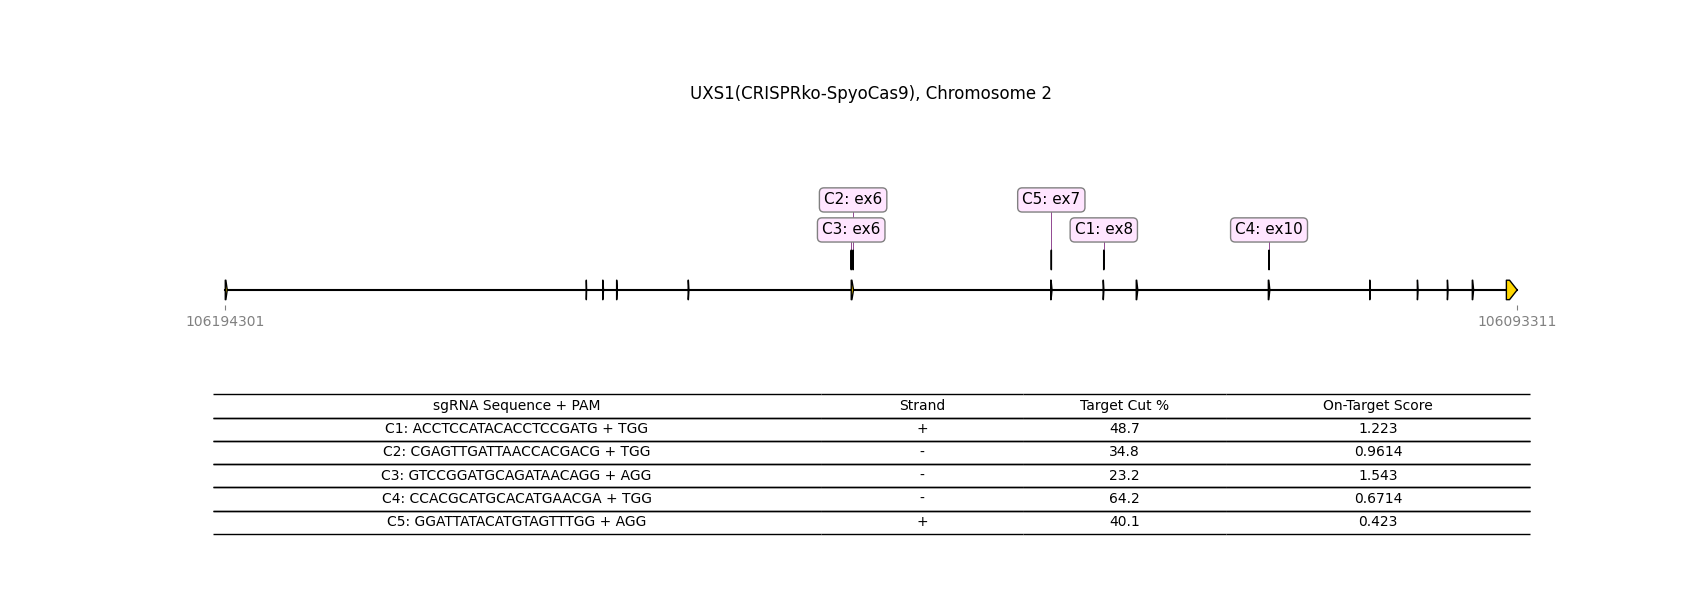 UXS1(CRISPRko-SpyoCas9), Chromosome 2
C2: ex6 C5: ex7
C3: ex6 C1: ex8 C4: ex10
106194301 106093311
sgRNA Sequence + PAM Strand Target Cut % On-Target Score
C1: ACCTCCATACACCTCCGATG + TGG + 48.7 1.223
C2: CGAGTTGATTAACCACGACG + TGG - 34.8 0.9614
C3: GTCCGGATGCAGATAACAGG + AGG - 23.2 1.543
C4: CCACGCATGCACATGAACGA + TGG - 64.2 0.6714
C5: GGATTATACATGTAGTTTGG + AGG + 40.1 0.423